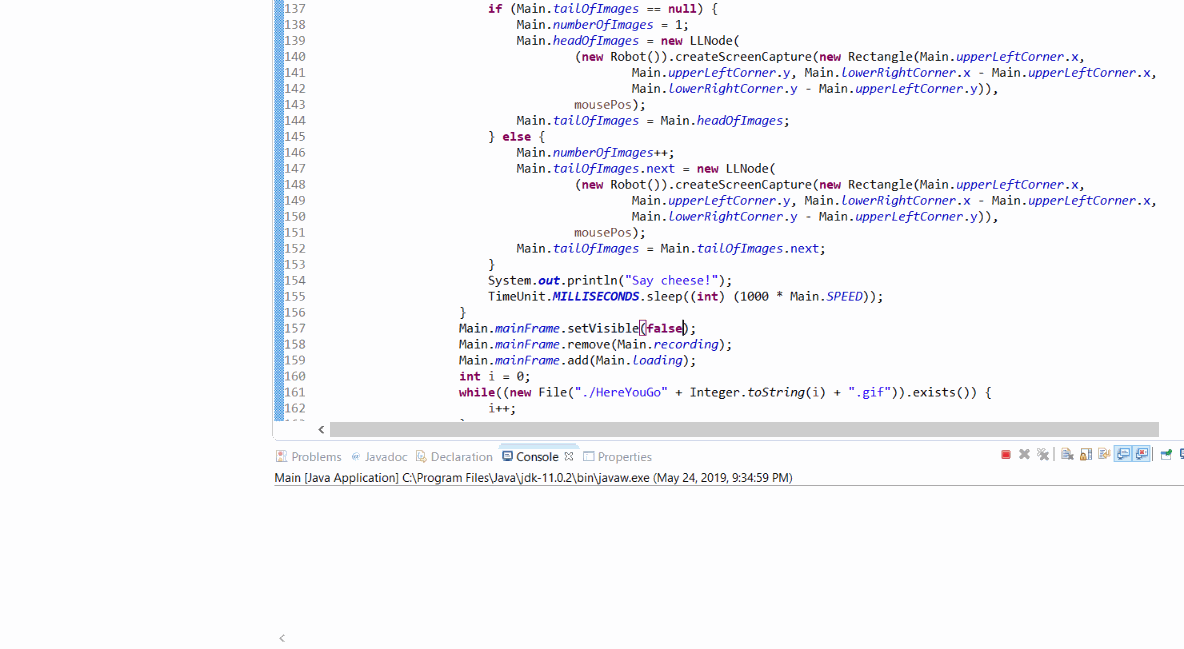 137 if (Main.tailOfImages == null) {
138 Main.numberOfImages = 1;
139 Main.headOfImages = new LLNode(
140 (new Robot()).createScreenCapture(new Rectangle(Main.upperLeftCorner.x,
141 Main.upperLeftCorner.y, Main.lowerRightCorner.x - Main.upperLeftCorner.x,
142 Main.lowerRightCorner.y - Main.upperLeftCorner.y)),
143 mousePos);
144 Main.tailOfImages = Main.headOfImages;
145 } else {
146 Main.numberOfImages++;
147 Main.tailOfImages.next = new LLNode(
148 (new Robot()).createScreenCapture(new Rectangle(Main.upperLeftCorner.x,
149 Main.upperLeftCorner.y, Main.lowerRightCorner.x - Main.upperLeftCorner.x,
150 Main.lowerRightCorner.y - Main.upperLeftCorner.y)),
151 mousePos);
152 Main.tailOfImages = Main.tailOfImages.next;
153 }
154 System.out.println("Say cheese!");
155 TimeUnit.MILLISECONDS.sleep((int) (1000 * Main.SPEED));
156 }
157 Main.mainFrame.setVisible(false);
158 Main.mainFrame.remove(Main.recording);
159 Main.mainFrame.add(Main.loading);
160 int i = 0;
161 while((new File("./HereYouGo" + Integer.toString(i) + ".gif")).exists()) {
162 i++;
Problems @ Javadoc Declaration Console Properties
Main [Java Application] C:\Program Files\Java\jdk-11.0.2\bin\javaw.exe (May 24, 2019, 9:34:59 PM)